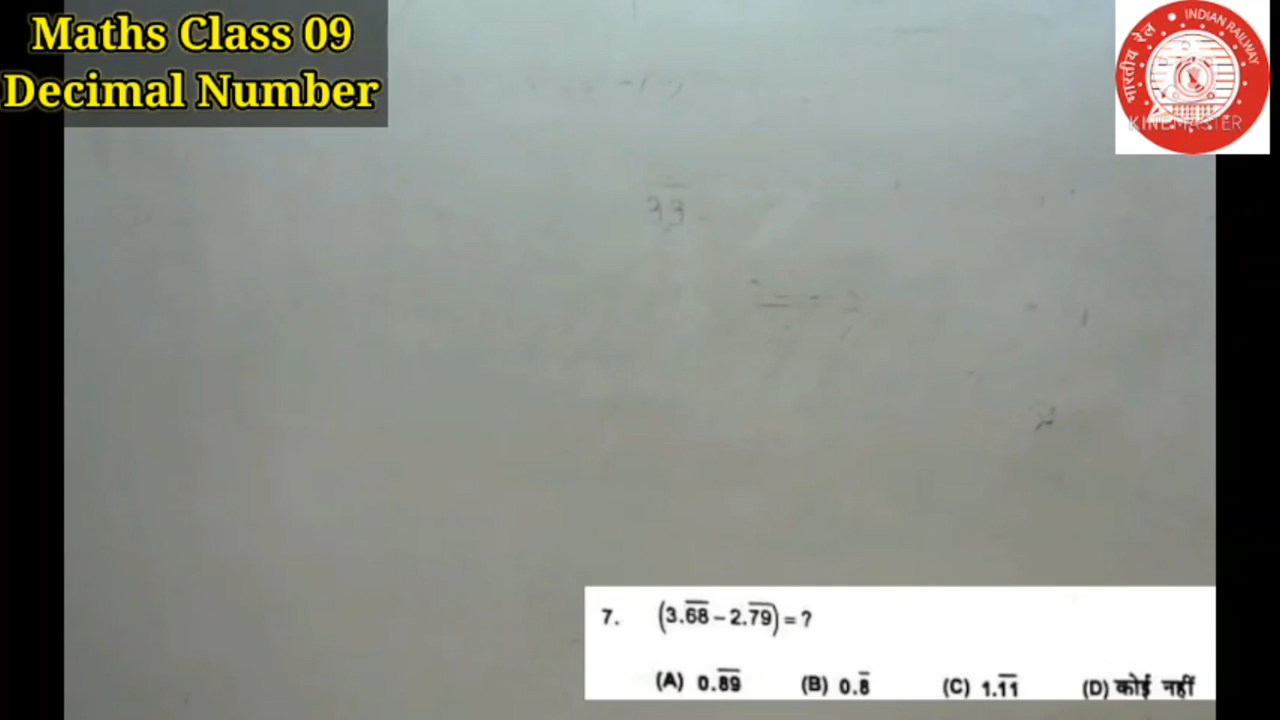 Maths Class 09
Decimal Number
भारतीय रेल INDIAN RAILWAY
KINEMASTER
7. (3.6̅8̅ – 2.7̅9̅) = ?
(A) 0.8̅9̅ (B) 0.8̅ (C) 1.1̅1̅ (D) कोई नहीं